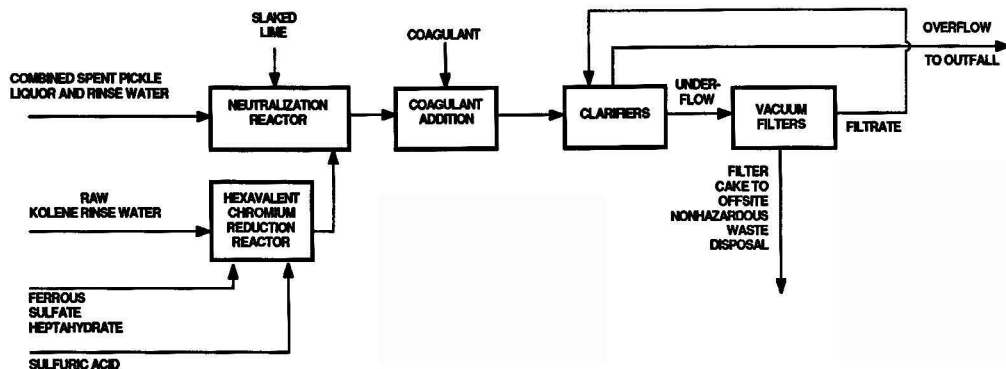 SLAKED
LIME
COAGULANT
OVERFLOW
TO OUTFALL
COMBINED SPENT PICKLE
LIQUOR AND RINSE WATER
NEUTRALIZATION
REACTOR
COAGULANT
ADDITION
CLARIFIERS
UNDER-
FLOW
VACUUM
FILTERS
FILTRATE
RAW
KOLENE RINSE WATER
HEXAVALENT
CHROMIUM
REDUCTION
REACTOR
FILTER
CAKE TO
OFFSITE
NONHAZARDOUS
WASTE
DISPOSAL
FERROUS
SULFATE
HEPTAHYDRATE
SULFURIC ACID